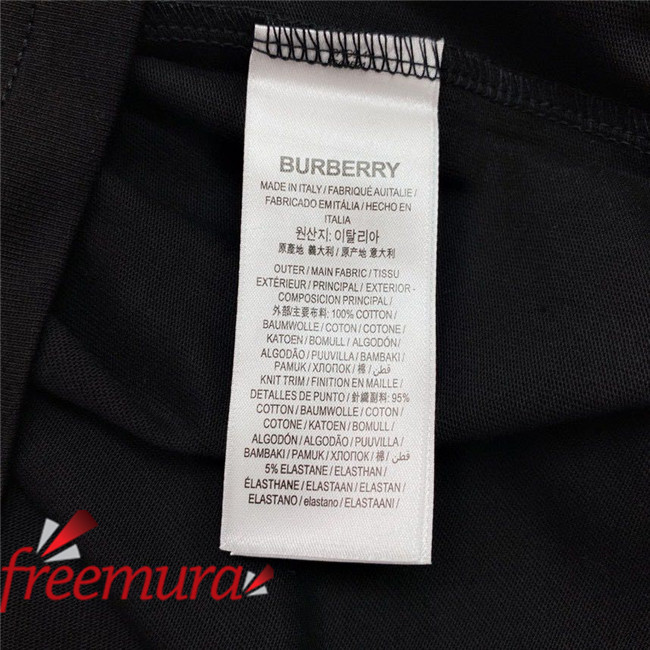 BURBERRY
MADE IN ITALY / FABRIQUÉ AUITALIE /
FABRICADO EM ITÁLIA / HECHO EN
ITALIA
원산지: 이탈리아
原產地 義大利 / 原产地 意大利
OUTER / MAIN FABRIC / TISSU
EXTÉRIEUR / PRINCIPAL / EXTERIOR -
COMPOSICION PRINCIPAL /
外部/主要布料: 100% COTTON /
BAUMWOLLE / COTON / COTONE /
KATOEN / BOMULL / ALGODÓN /
ALGODÃO / PUUVILLA / BAMBAKI /
PAMUK / ХЛОПОК / 棉 / قطن /
KNIT TRIM / FINITION EN MAILLE /
DETALLES DE PUNTO / 針織副料: 95%
COTTON / BAUMWOLLE / COTON /
COTONE / KATOEN / BOMULL /
ALGODÓN / ALGODÃO / PUUVILLA /
BAMBAKI / PAMUK / ХЛОПОК / 棉 / قطن /
5% ELASTANE / ELASTHAN /
ÉLASTHANE / ELASTAAN / ELASTAN /
ELASTANO / elastano / ELASTAANI /
freemura